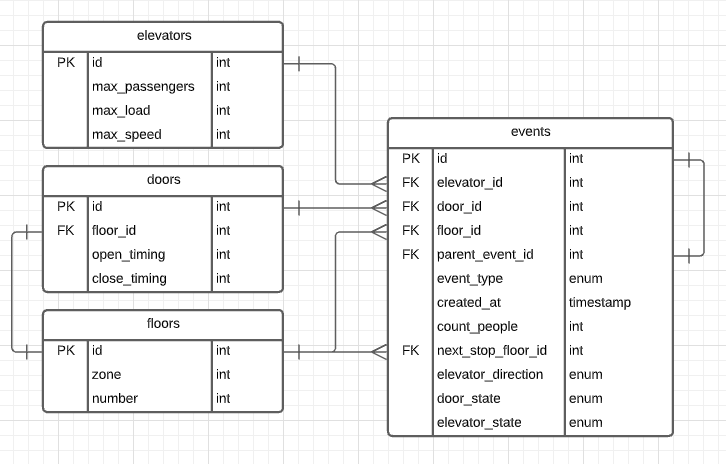 elevators
PK id int
max_passengers int
max_load int
max_speed int
doors
PK id int
FK floor_id int
open_timing int
close_timing int
floors
PK id int
zone int
number int
events
PK id int
FK elevator_id int
FK door_id int
FK floor_id int
FK parent_event_id int
event_type enum
created_at timestamp
count_people int
FK next_stop_floor_id int
elevator_direction enum
door_state enum
elevator_state enum